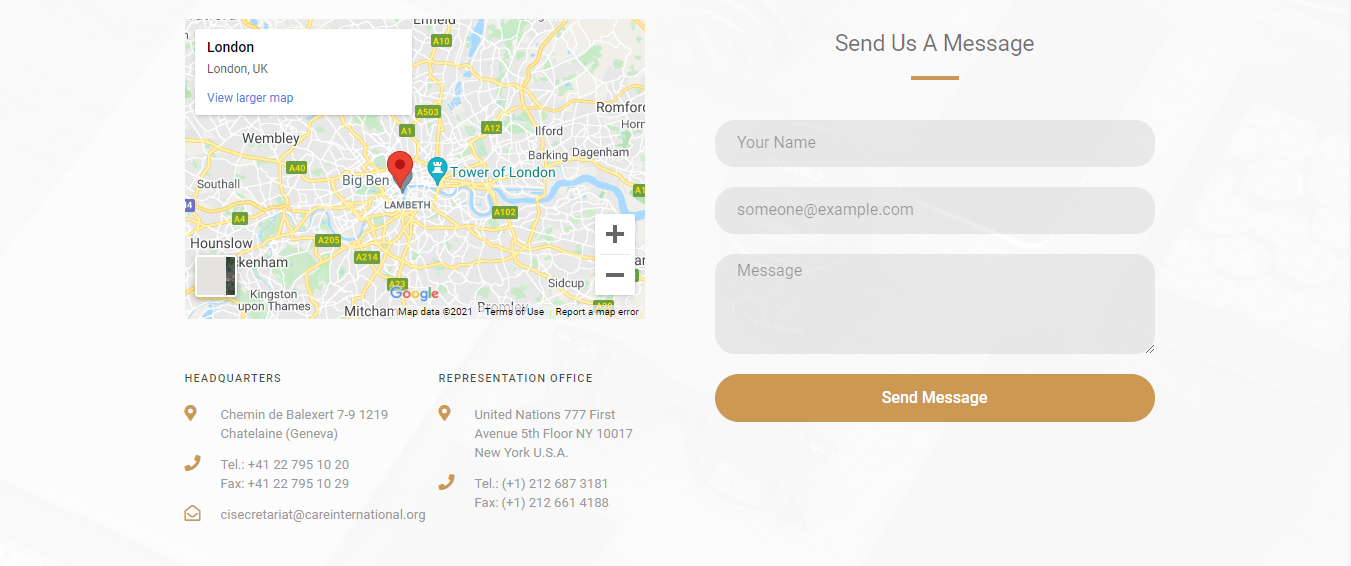 Enfield
London
London, UK
View larger map
A10
A503
A1
A12
Romford
Ilford
Wembley
Barking
Dagenham
A40
Big Ben
Tower of London
Southall
LAMBETH
A102
A4
A205
Hounslow
A214
kenham
A23
Sidcup
Kingston
upon Thames
Google
Bromley
Mitcham
Map data ©2021
Terms of Use
Report a map error
HEADQUARTERS
Chemin de Balexert 7-9 1219
Chatelaine (Geneva)
Tel.: +41 22 795 10 20
Fax: +41 22 795 10 29
cisecretariat@careinternational.org
REPRESENTATION OFFICE
United Nations 777 First
Avenue 5th Floor NY 10017
New York U.S.A.
Tel.: (+1) 212 687 3181
Fax: (+1) 212 661 4188
Send Us A Message
Your Name
someone@example.com
Message
Send Message